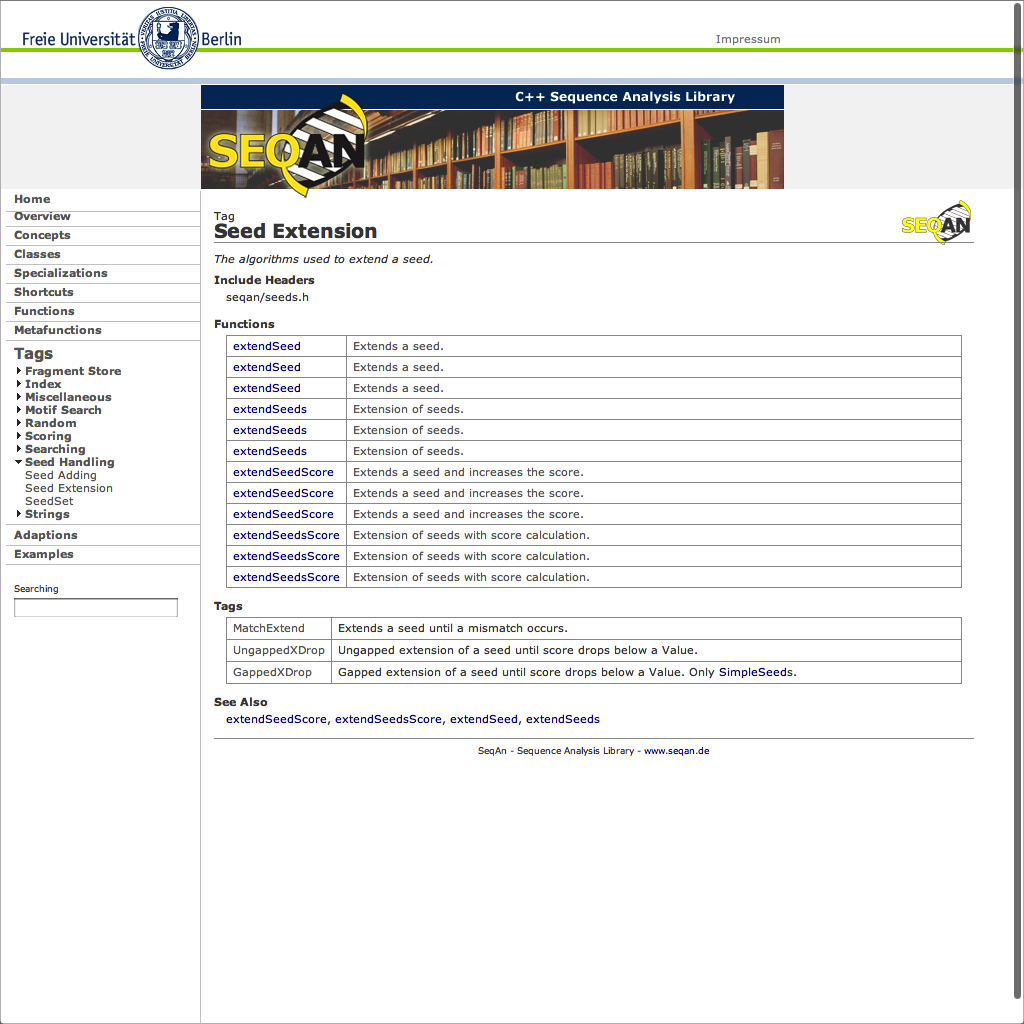 Freie Universität Berlin
Impressum
C++ Sequence Analysis Library
SEQAN
Home
Overview
Concepts
Classes
Specializations
Shortcuts
Functions
Metafunctions
Tags
Fragment Store
Index
Miscellaneous
Motif Search
Random
Scoring
Searching
Seed Handling
Seed Adding
Seed Extension
SeedSet
Strings
Adaptions
Examples
Searching
Tag
Seed Extension
SEQAN
The algorithms used to extend a seed.
Include Headers
seqan/seeds.h
Functions
extendSeed Extends a seed.
extendSeed Extends a seed.
extendSeed Extends a seed.
extendSeeds Extension of seeds.
extendSeeds Extension of seeds.
extendSeeds Extension of seeds.
extendSeedScore Extends a seed and increases the score.
extendSeedScore Extends a seed and increases the score.
extendSeedScore Extends a seed and increases the score.
extendSeedsScore Extension of seeds with score calculation.
extendSeedsScore Extension of seeds with score calculation.
extendSeedsScore Extension of seeds with score calculation.
Tags
MatchExtend Extends a seed until a mismatch occurs.
UngappedXDrop Ungapped extension of a seed until score drops below a Value.
GappedXDrop Gapped extension of a seed until score drops below a Value. Only SimpleSeeds.
See Also
extendSeedScore, extendSeedsScore, extendSeed, extendSeeds
SeqAn - Sequence Analysis Library - www.seqan.de